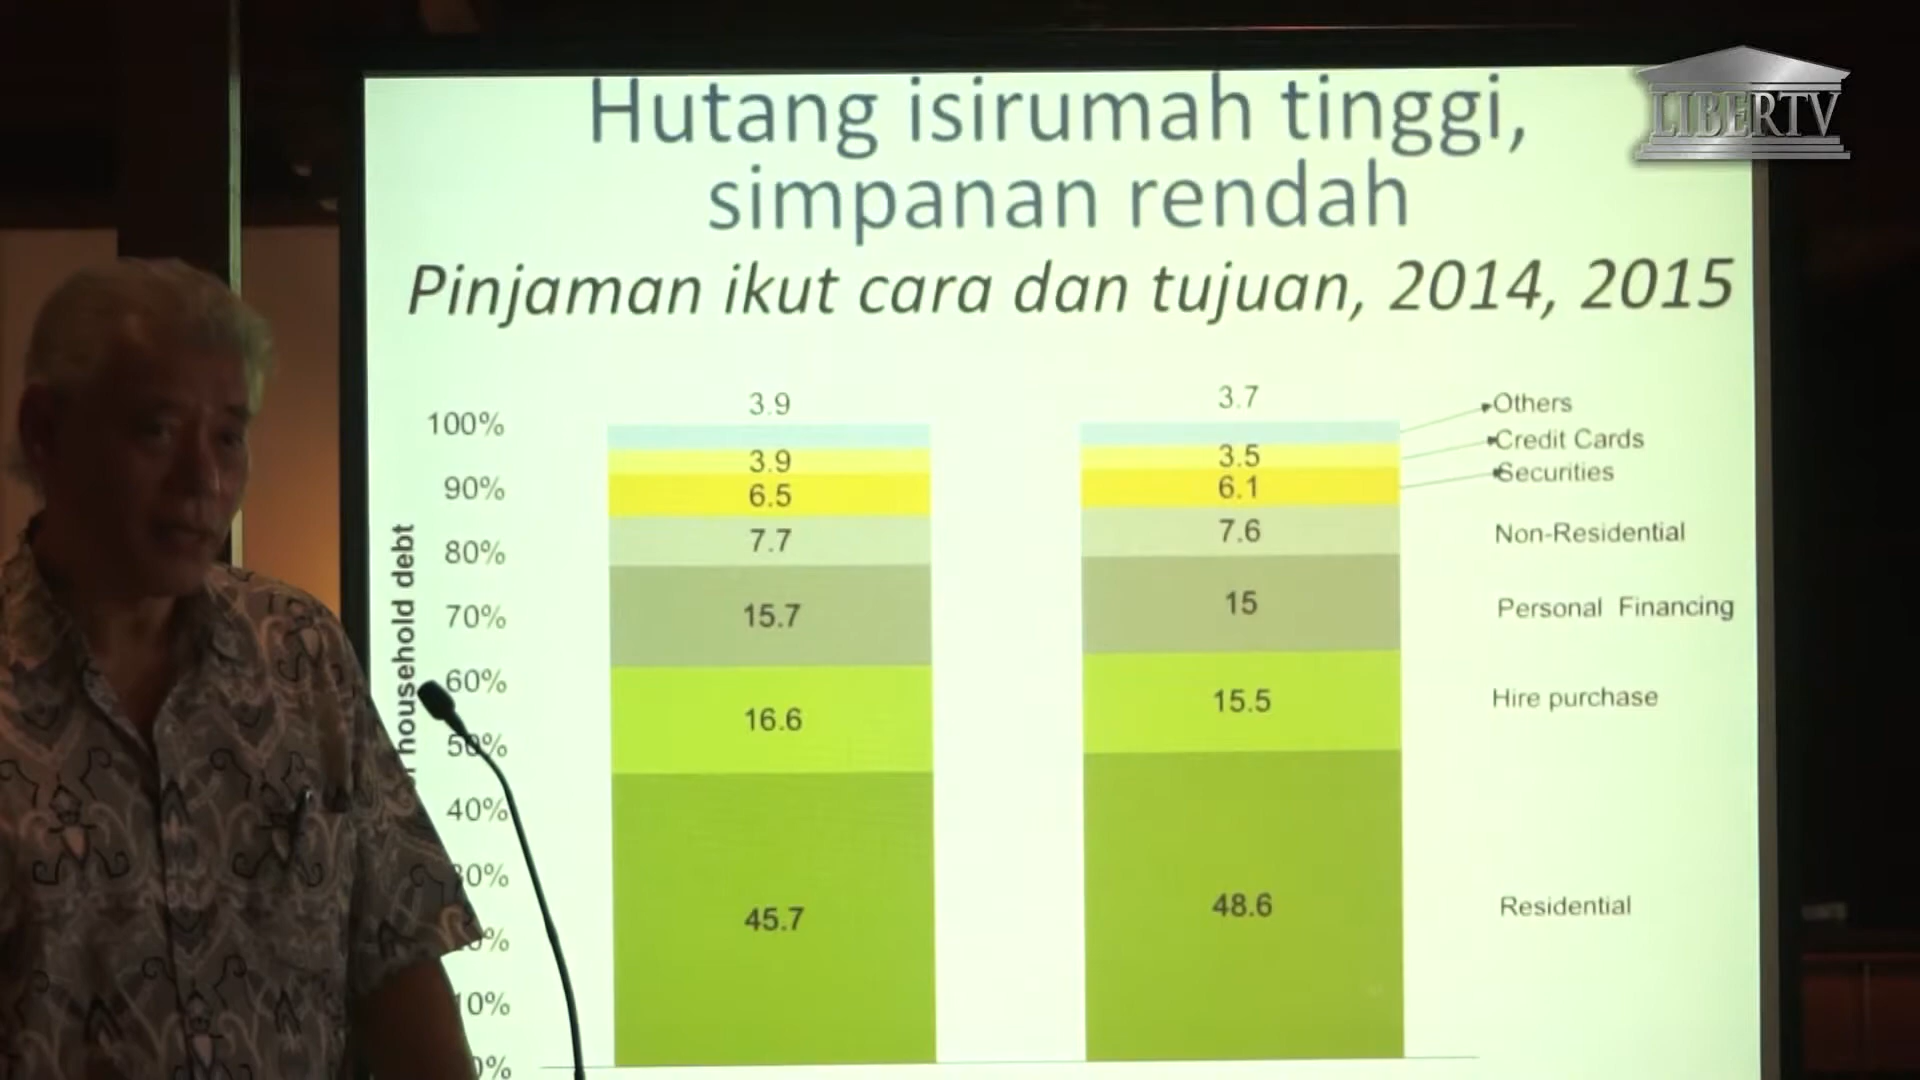 LIBERTV
Hutang isirumah tinggi,
simpanan rendah
Pinjaman ikut cara dan tujuan, 2014, 2015
household debt
100%
90%
80%
70%
60%
50%
40%
10%
3.9
3.9
6.5
7.7
15.7
16.6
45.7
3.7
3.5
6.1
7.6
15
15.5
48.6
Others
Credit Cards
Securities
Non-Residential
Personal Financing
Hire purchase
Residential